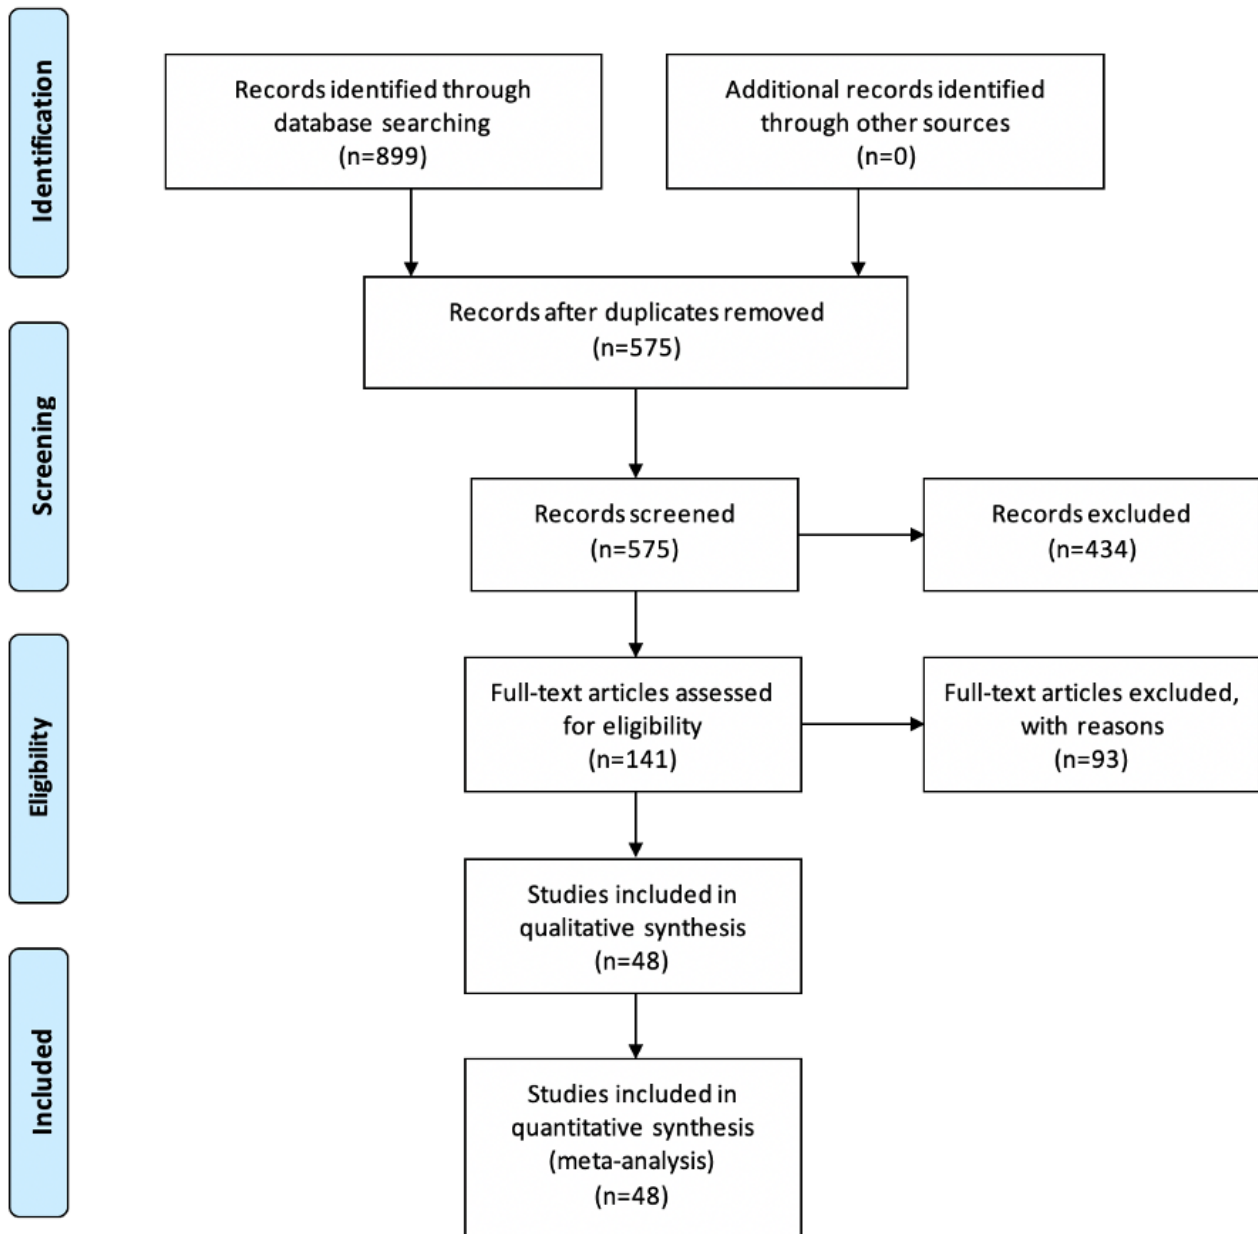 Identification
Records identified through
database searching
(n=899)
Additional records identified
through other sources
(n=0)
Records after duplicates removed
(n=575)
Screening
Records screened
(n=575)
Records excluded
(n=434)
Eligibility
Full-text articles assessed
for eligibility
(n=141)
Full-text articles excluded,
with reasons
(n=93)
Studies included in
qualitative synthesis
(n=48)
Included
Studies included in
quantitative synthesis
(meta-analysis)
(n=48)